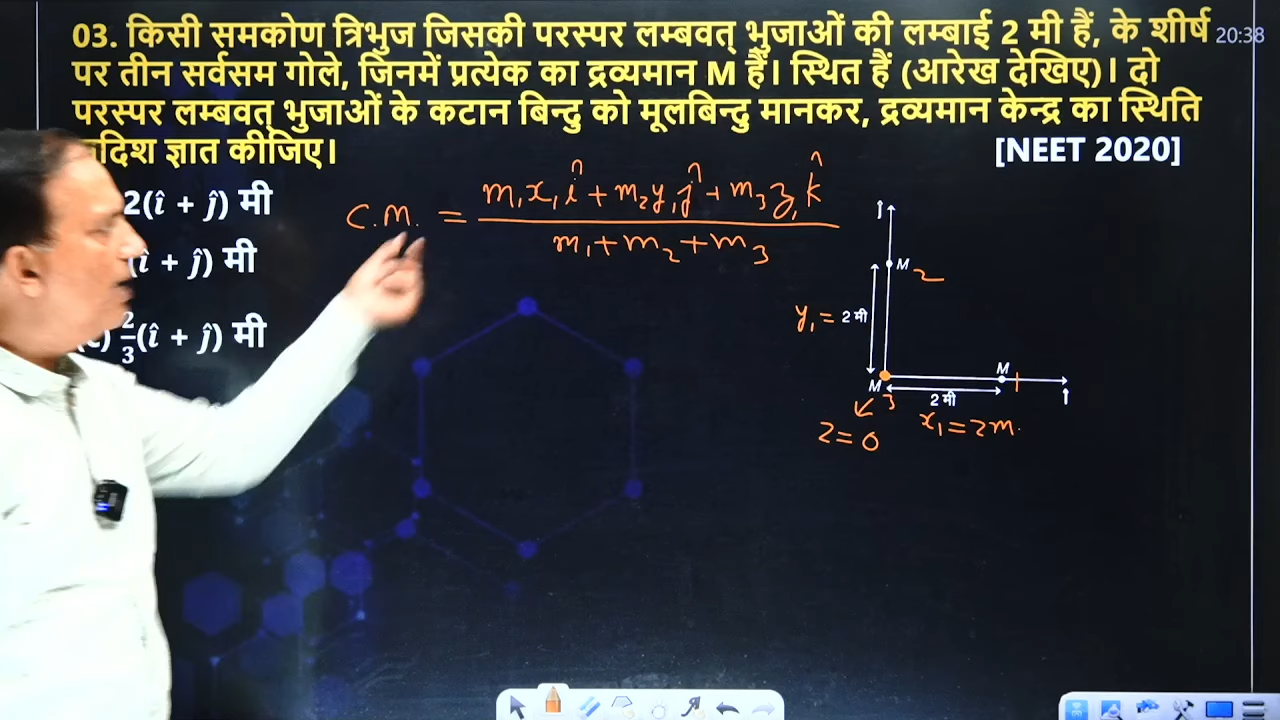 03. किसी समकोण त्रिभुज जिसकी परस्पर लम्बवत् भुजाओं की लम्बाई 2 मी हैं, के शीर्ष
20:38
पर तीन सर्वसम गोले, जिनमें प्रत्येक का द्रव्यमान M हैं। स्थित हैं (आरेख देखिए)। दो
परस्पर लम्बवत् भुजाओं के कटान बिन्दु को मूलबिन्दु मानकर, द्रव्यमान केन्द्र का स्थिति
ज्ञात कीजिए।
[NEET 2020]
2(î + ĵ) मी
(î + ĵ) मी
2/3(î + ĵ) मी
C.M. = (m₁x₁î + m₂y₁ĵ + m₃z₁k̂)/(m₁ + m₂ + m₃)
ĵ
M 2
y₁ = 2 मी
M
M 3
2 मी
î
z = 0
x₁ = 2m.